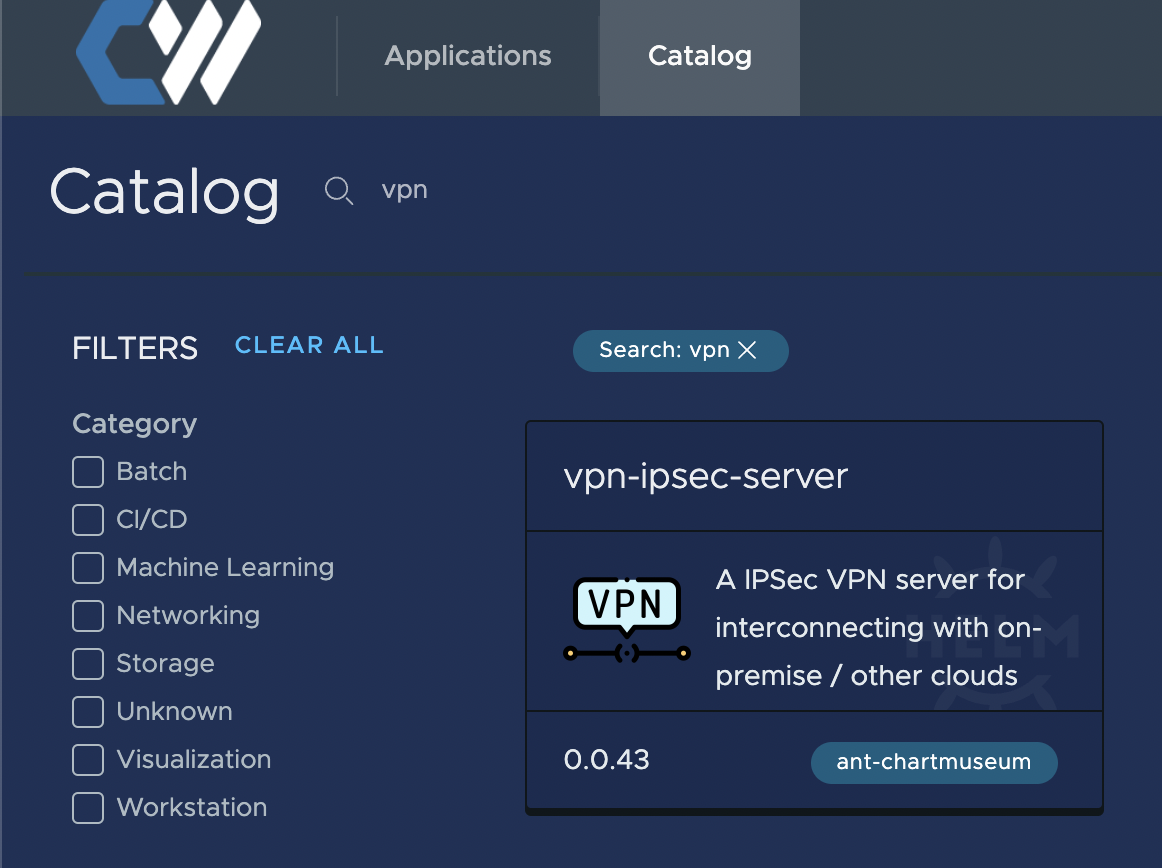 CW
Applications
Catalog
Catalog
vpn
FILTERS
CLEAR ALL
Search: vpn
Category
Batch
CI/CD
Machine Learning
Networking
Storage
Unknown
Visualization
Workstation
vpn-ipsec-server
VPN
A IPSec VPN server for
interconnecting with on-
premise / other clouds
HELM
0.0.43
ant-chartmuseum